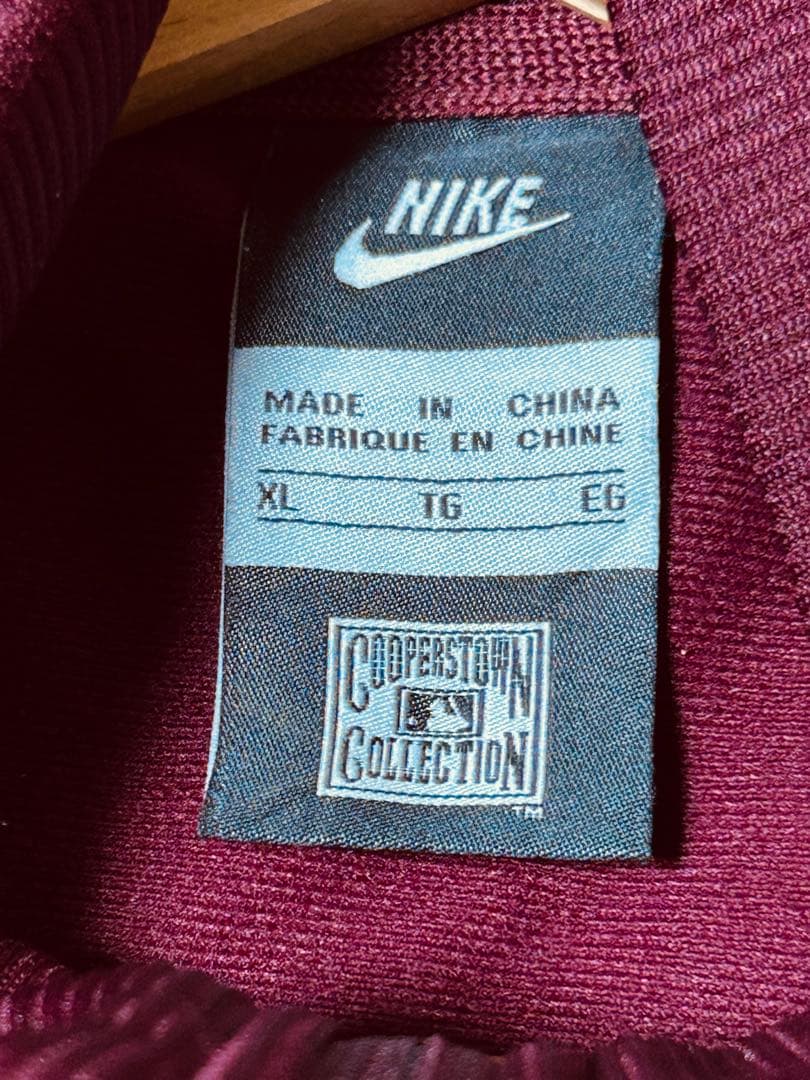 NIKE
MADE IN CHINA
FABRIQUE EN CHINE
XL TG EG
COOPERSTOWN
COLLECTION
TM